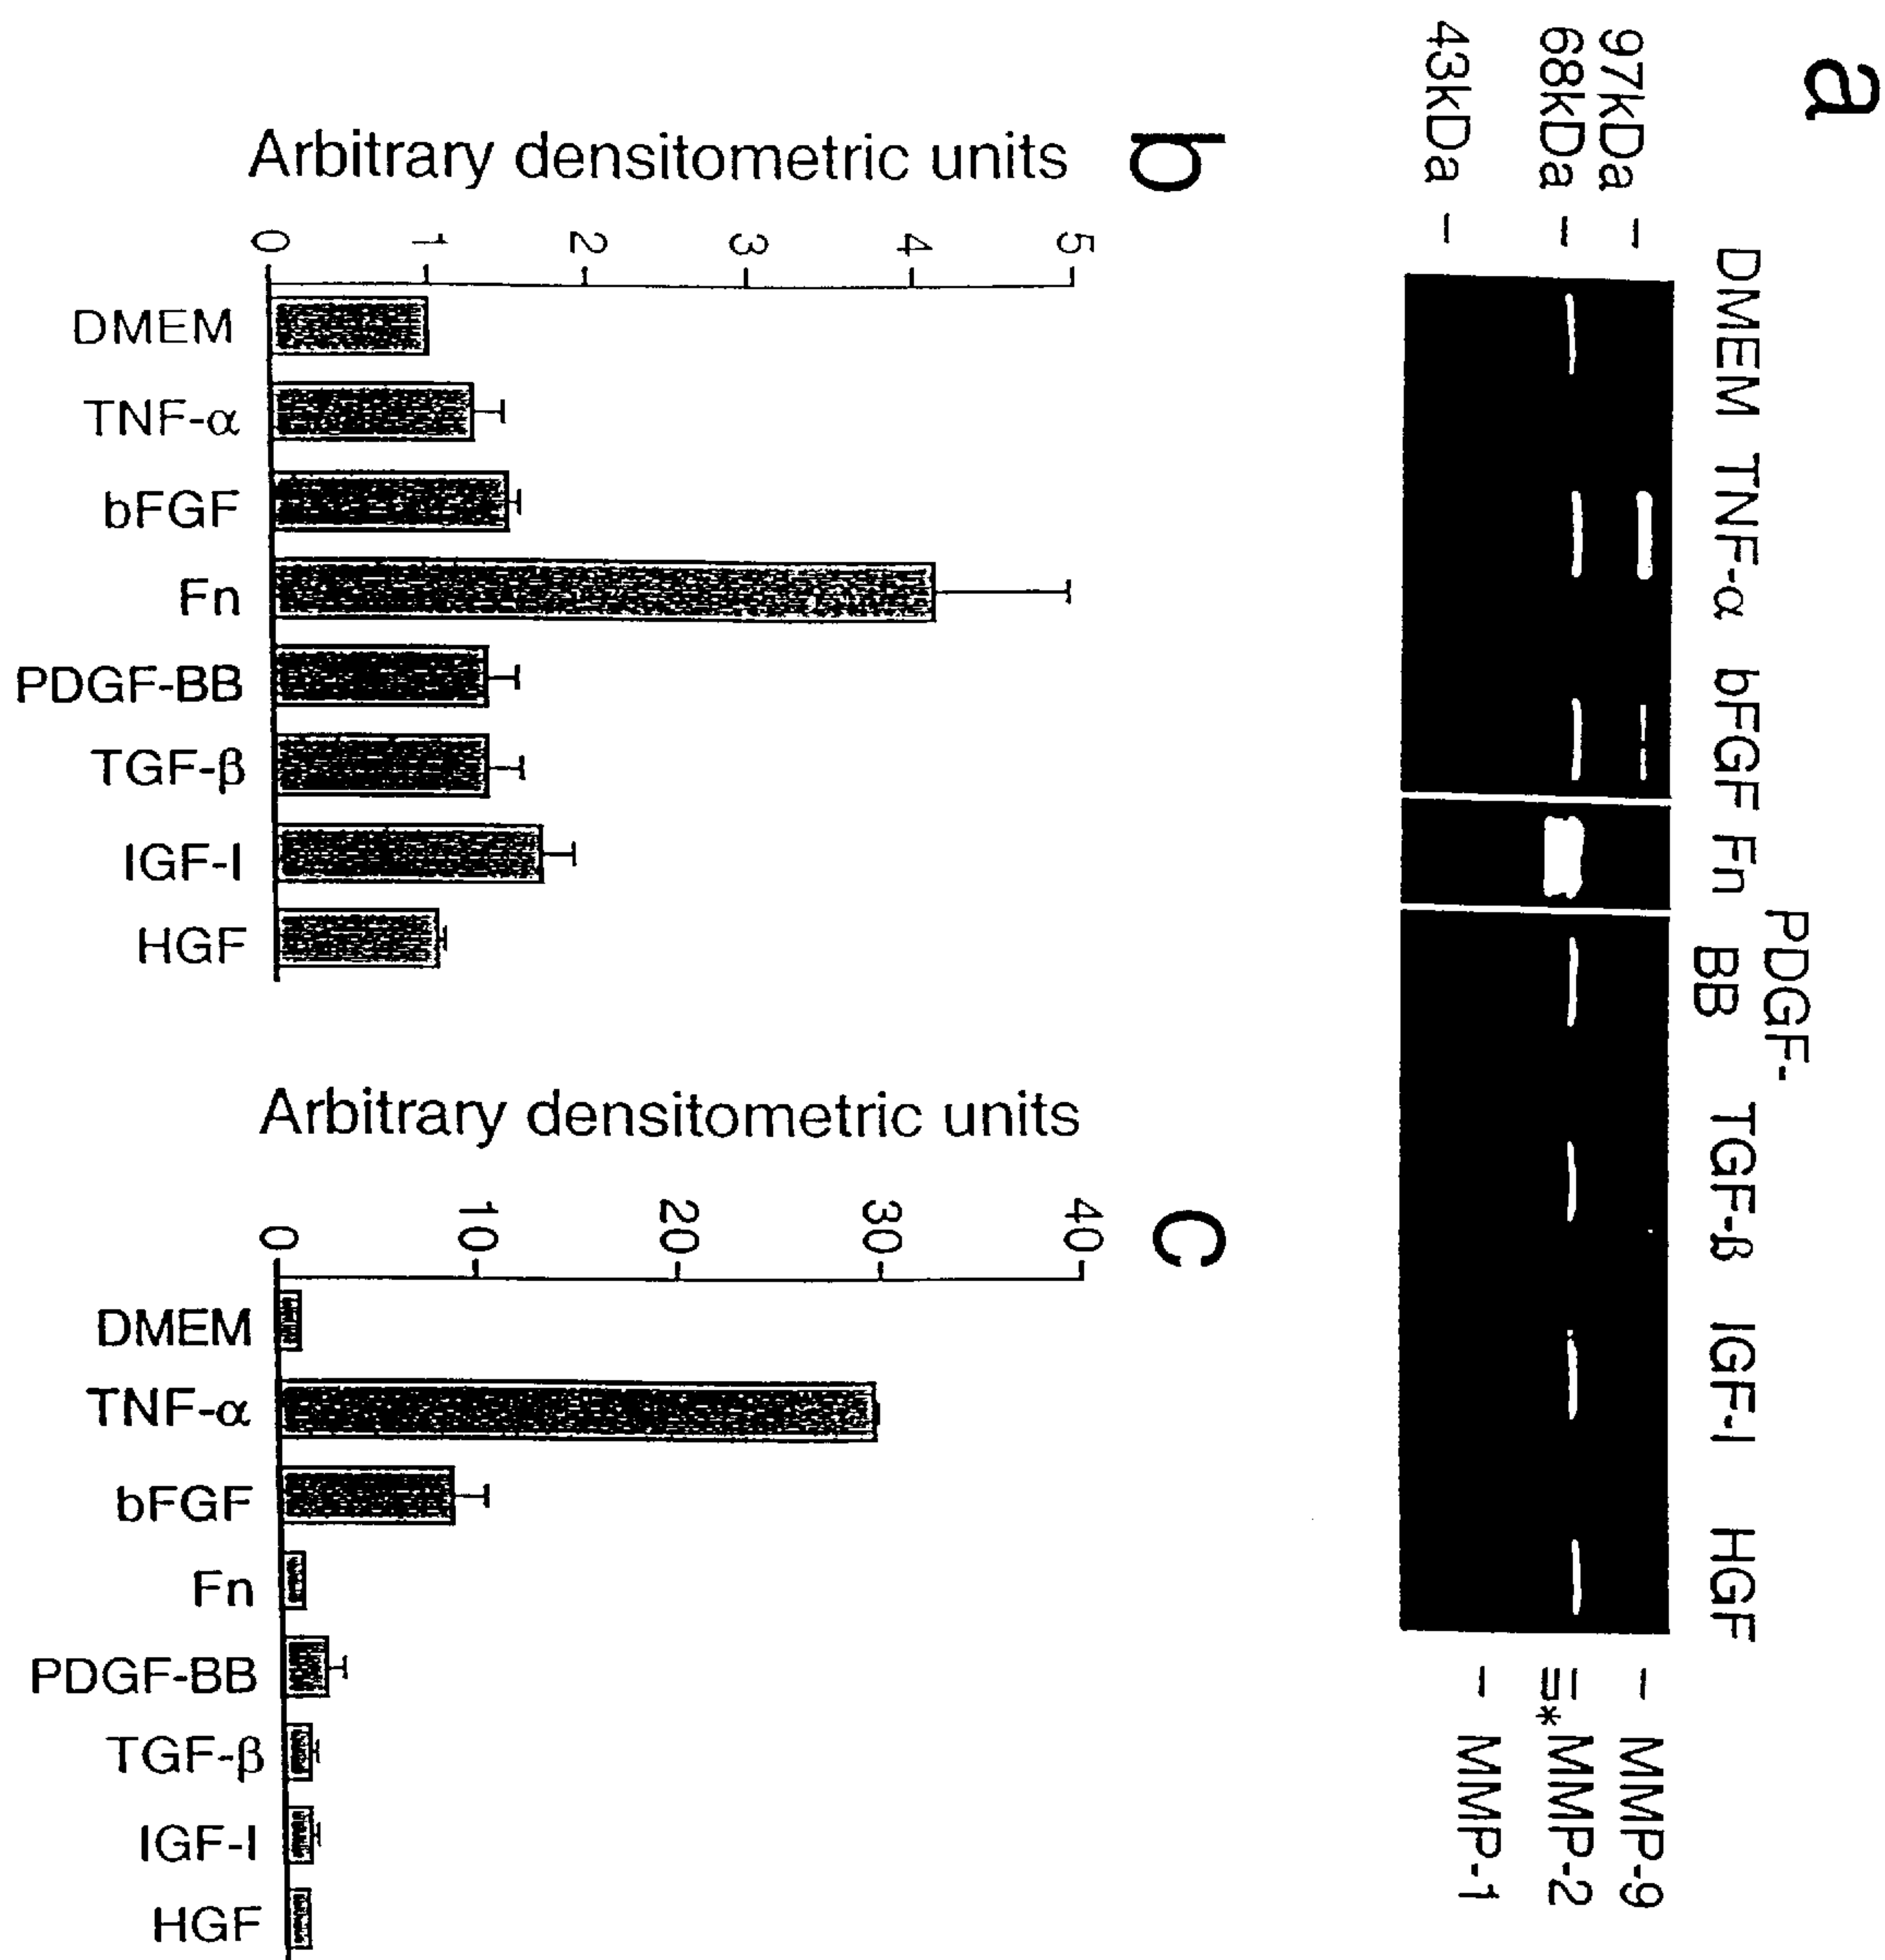 a
DMEM TNF-α bFGF Fn PDGF-BB TGF-ß IGF-I HGF
97kDa –
68kDa –
43kDa –
– MMP-9
=* MMP-2
– MMP-1
b
Arbitrary densitometric units
5
4
3
2
1
0
DMEM
TNF-α
bFGF
Fn
PDGF-BB
TGF-β
IGF-I
HGF
c
Arbitrary densitometric units
40
30
20
10
0
DMEM
TNF-α
bFGF
Fn
PDGF-BB
TGF-β
IGF-I
HGF